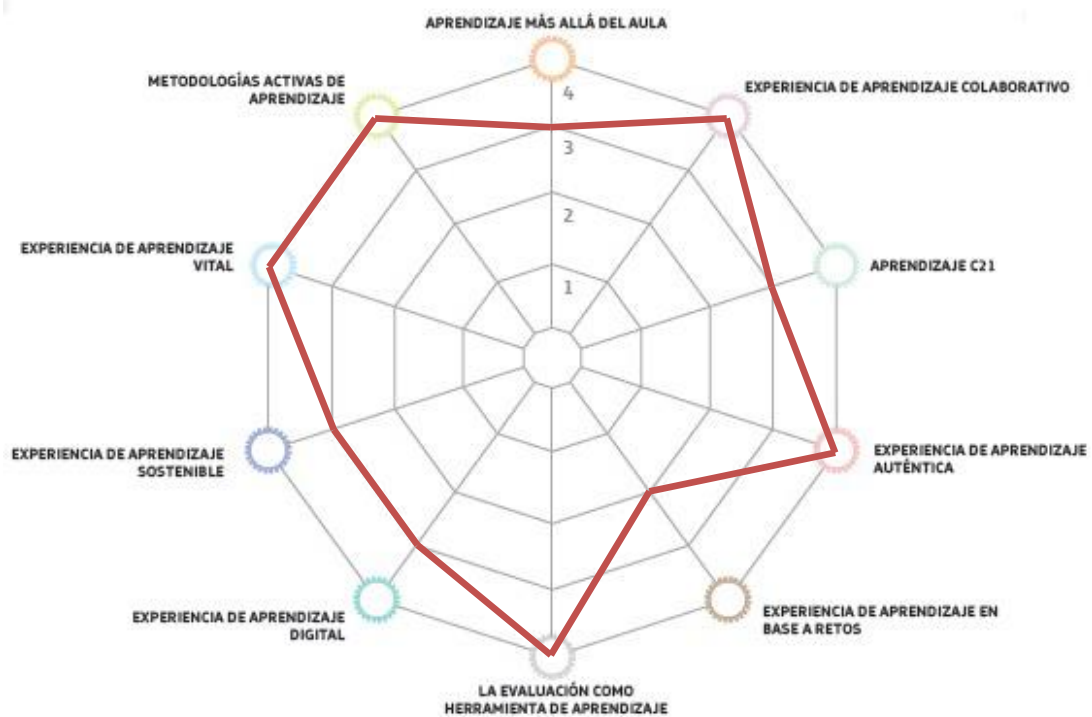 APRENDIZAJE MÁS ALLÁ DEL AULA
METODOLOGÍAS ACTIVAS DE
APRENDIZAJE
EXPERIENCIA DE APRENDIZAJE COLABORATIVO
4
3
2
1
EXPERIENCIA DE APRENDIZAJE
VITAL
APRENDIZAJE C21
EXPERIENCIA DE APRENDIZAJE
SOSTENIBLE
EXPERIENCIA DE APRENDIZAJE
AUTÉNTICA
EXPERIENCIA DE APRENDIZAJE
DIGITAL
EXPERIENCIA DE APRENDIZAJE EN
BASE A RETOS
LA EVALUACIÓN COMO
HERRAMIENTA DE APRENDIZAJE